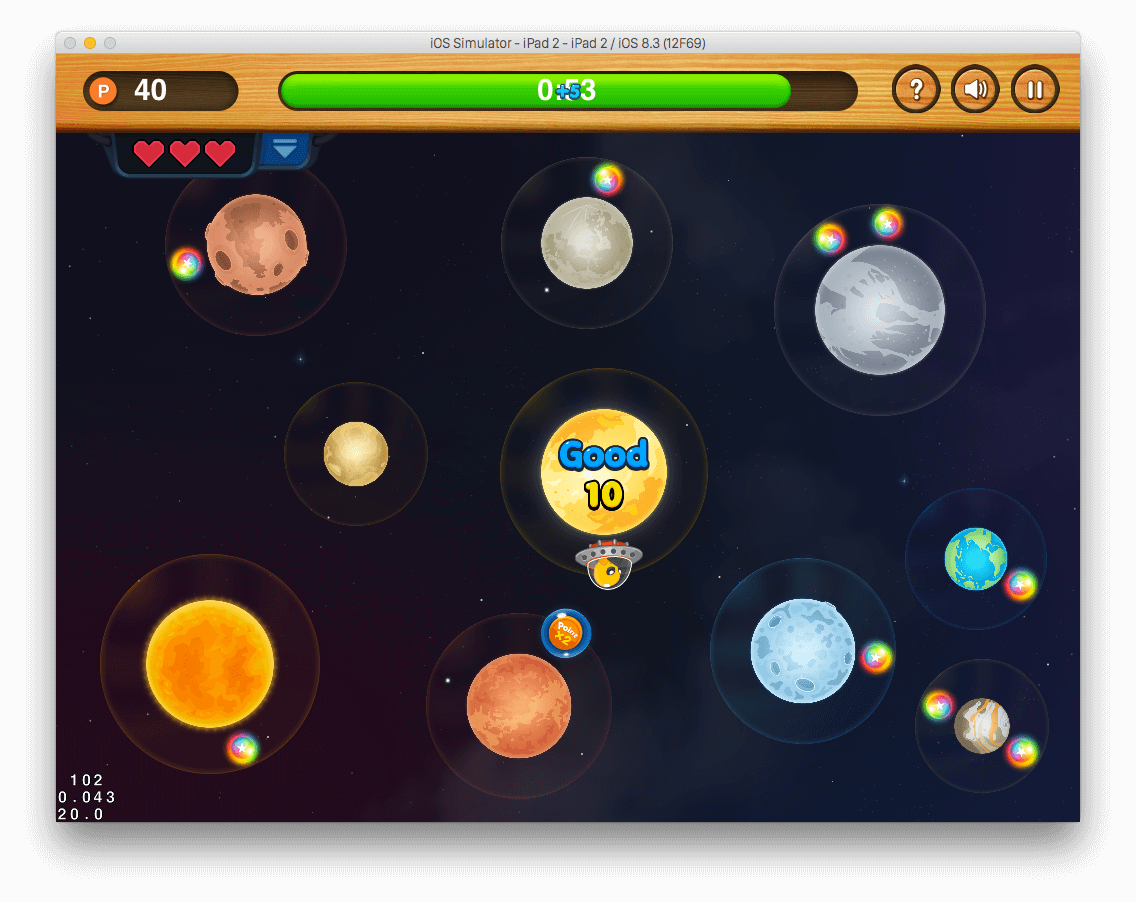 iOS Simulator - iPad 2 - iPad 2 / iOS 8.3 (12F69)
P 40
0:53
+5
?
Good
10
Point
x2
102
0.043
20.0